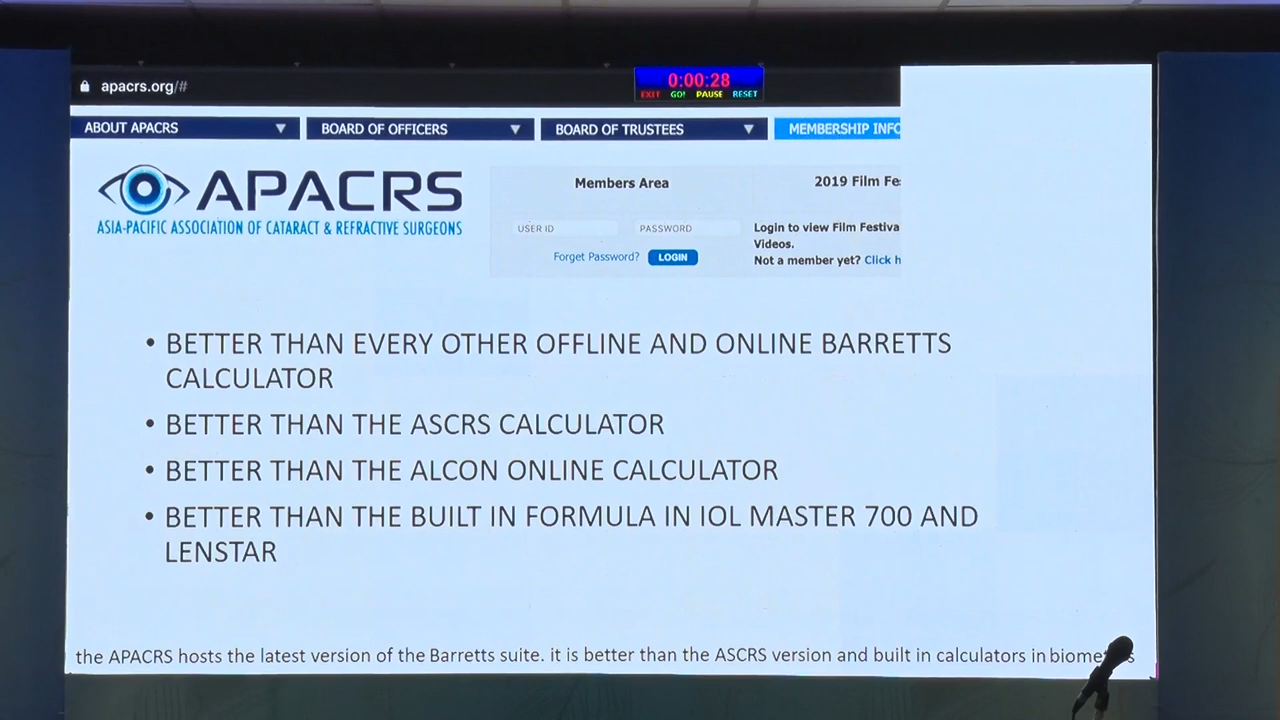 apacrs.org/#
0:00:28
EXIT GO! PAUSE RESET
ABOUT APACRS
BOARD OF OFFICERS
BOARD OF TRUSTEES
MEMBERSHIP INFO
APACRS
ASIA-PACIFIC ASSOCIATION OF CATARACT & REFRACTIVE SURGEONS
Members Area
2019 Film Fes
USER ID
PASSWORD
Forget Password?
LOGIN
Login to view Film Festiva
Videos.
Not a member yet? Click h
• BETTER THAN EVERY OTHER OFFLINE AND ONLINE BARRETTS
CALCULATOR
• BETTER THAN THE ASCRS CALCULATOR
• BETTER THAN THE ALCON ONLINE CALCULATOR
• BETTER THAN THE BUILT IN FORMULA IN IOL MASTER 700 AND
LENSTAR
the APACRS hosts the latest version of the Barretts suite. it is better than the ASCRS version and built in calculators in